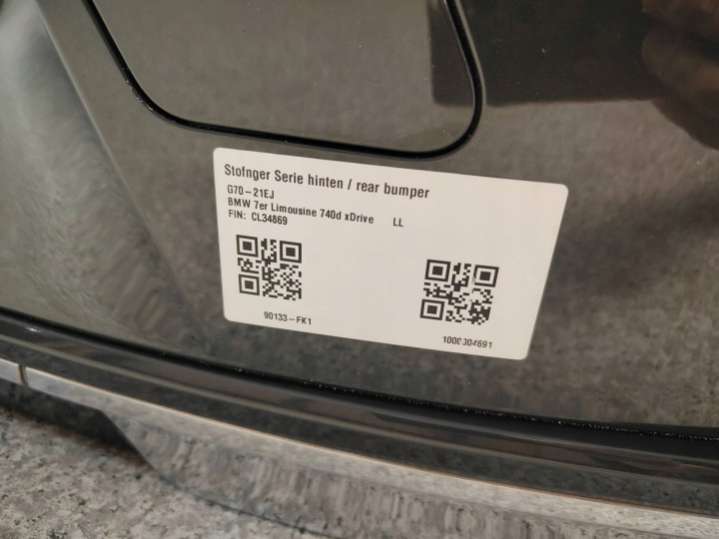 Stofnger Serie hinten / rear bumper
G70-21EJ
BMW 7er Limousine 740d xDrive LL
FIN: CL34869
90133-FK1
1000304691